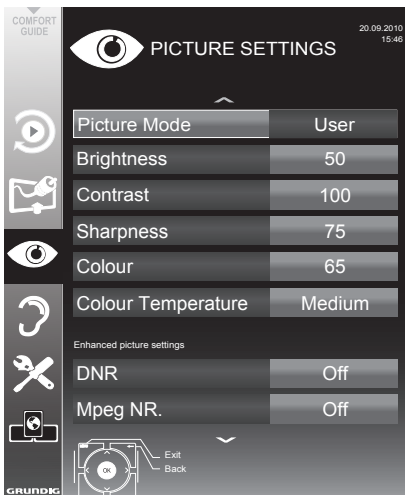 COMFORT
GUIDE
PICTURE SETTINGS
20.09.2010
15:46
Picture Mode User
Brightness 50
Contrast 100
Sharpness 75
Colour 65
Colour Temperature Medium
Enhanced picture settings
DNR Off
Mpeg NR. Off
Exit
Back
OK
GRUNDIG